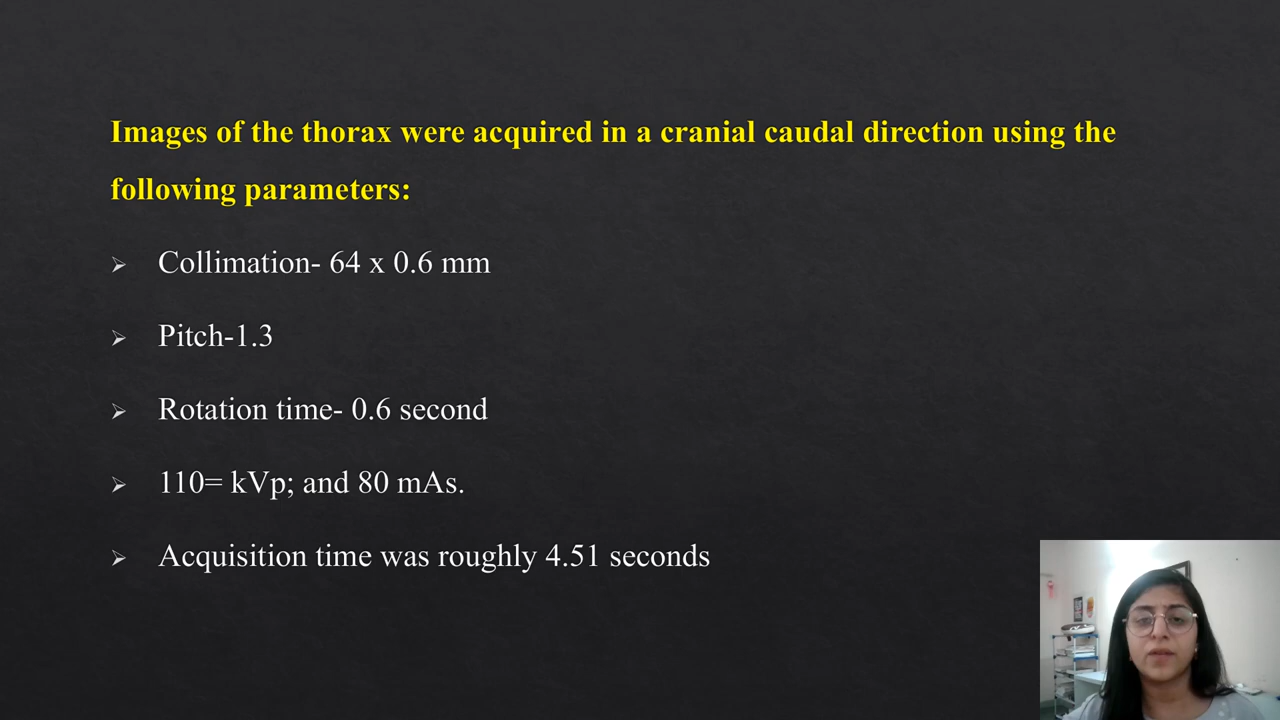 Images of the thorax were acquired in a cranial caudal direction using the
following parameters:
Collimation- 64 x 0.6 mm
Pitch-1.3
Rotation time- 0.6 second
110= kVp; and 80 mAs.
Acquisition time was roughly 4.51 seconds